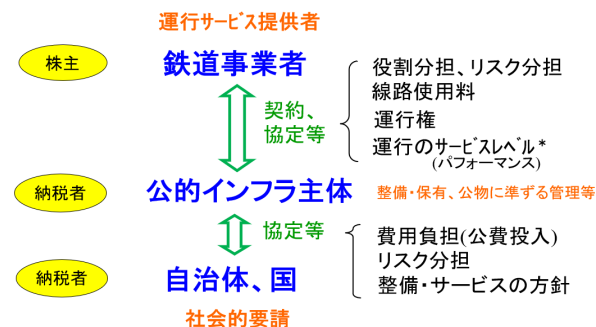 運行サービス提供者
株主
鉄道事業者
契約、
協定等
役割分担、リスク分担
線路使用料
運行権
運行のサービスレベル*
(パフォーマンス)
納税者
公的インフラ主体
整備・保有、公物に準ずる管理等
協定等
費用負担(公費投入)
リスク分担
整備・サービスの方針
納税者
自治体、国
社会的要請